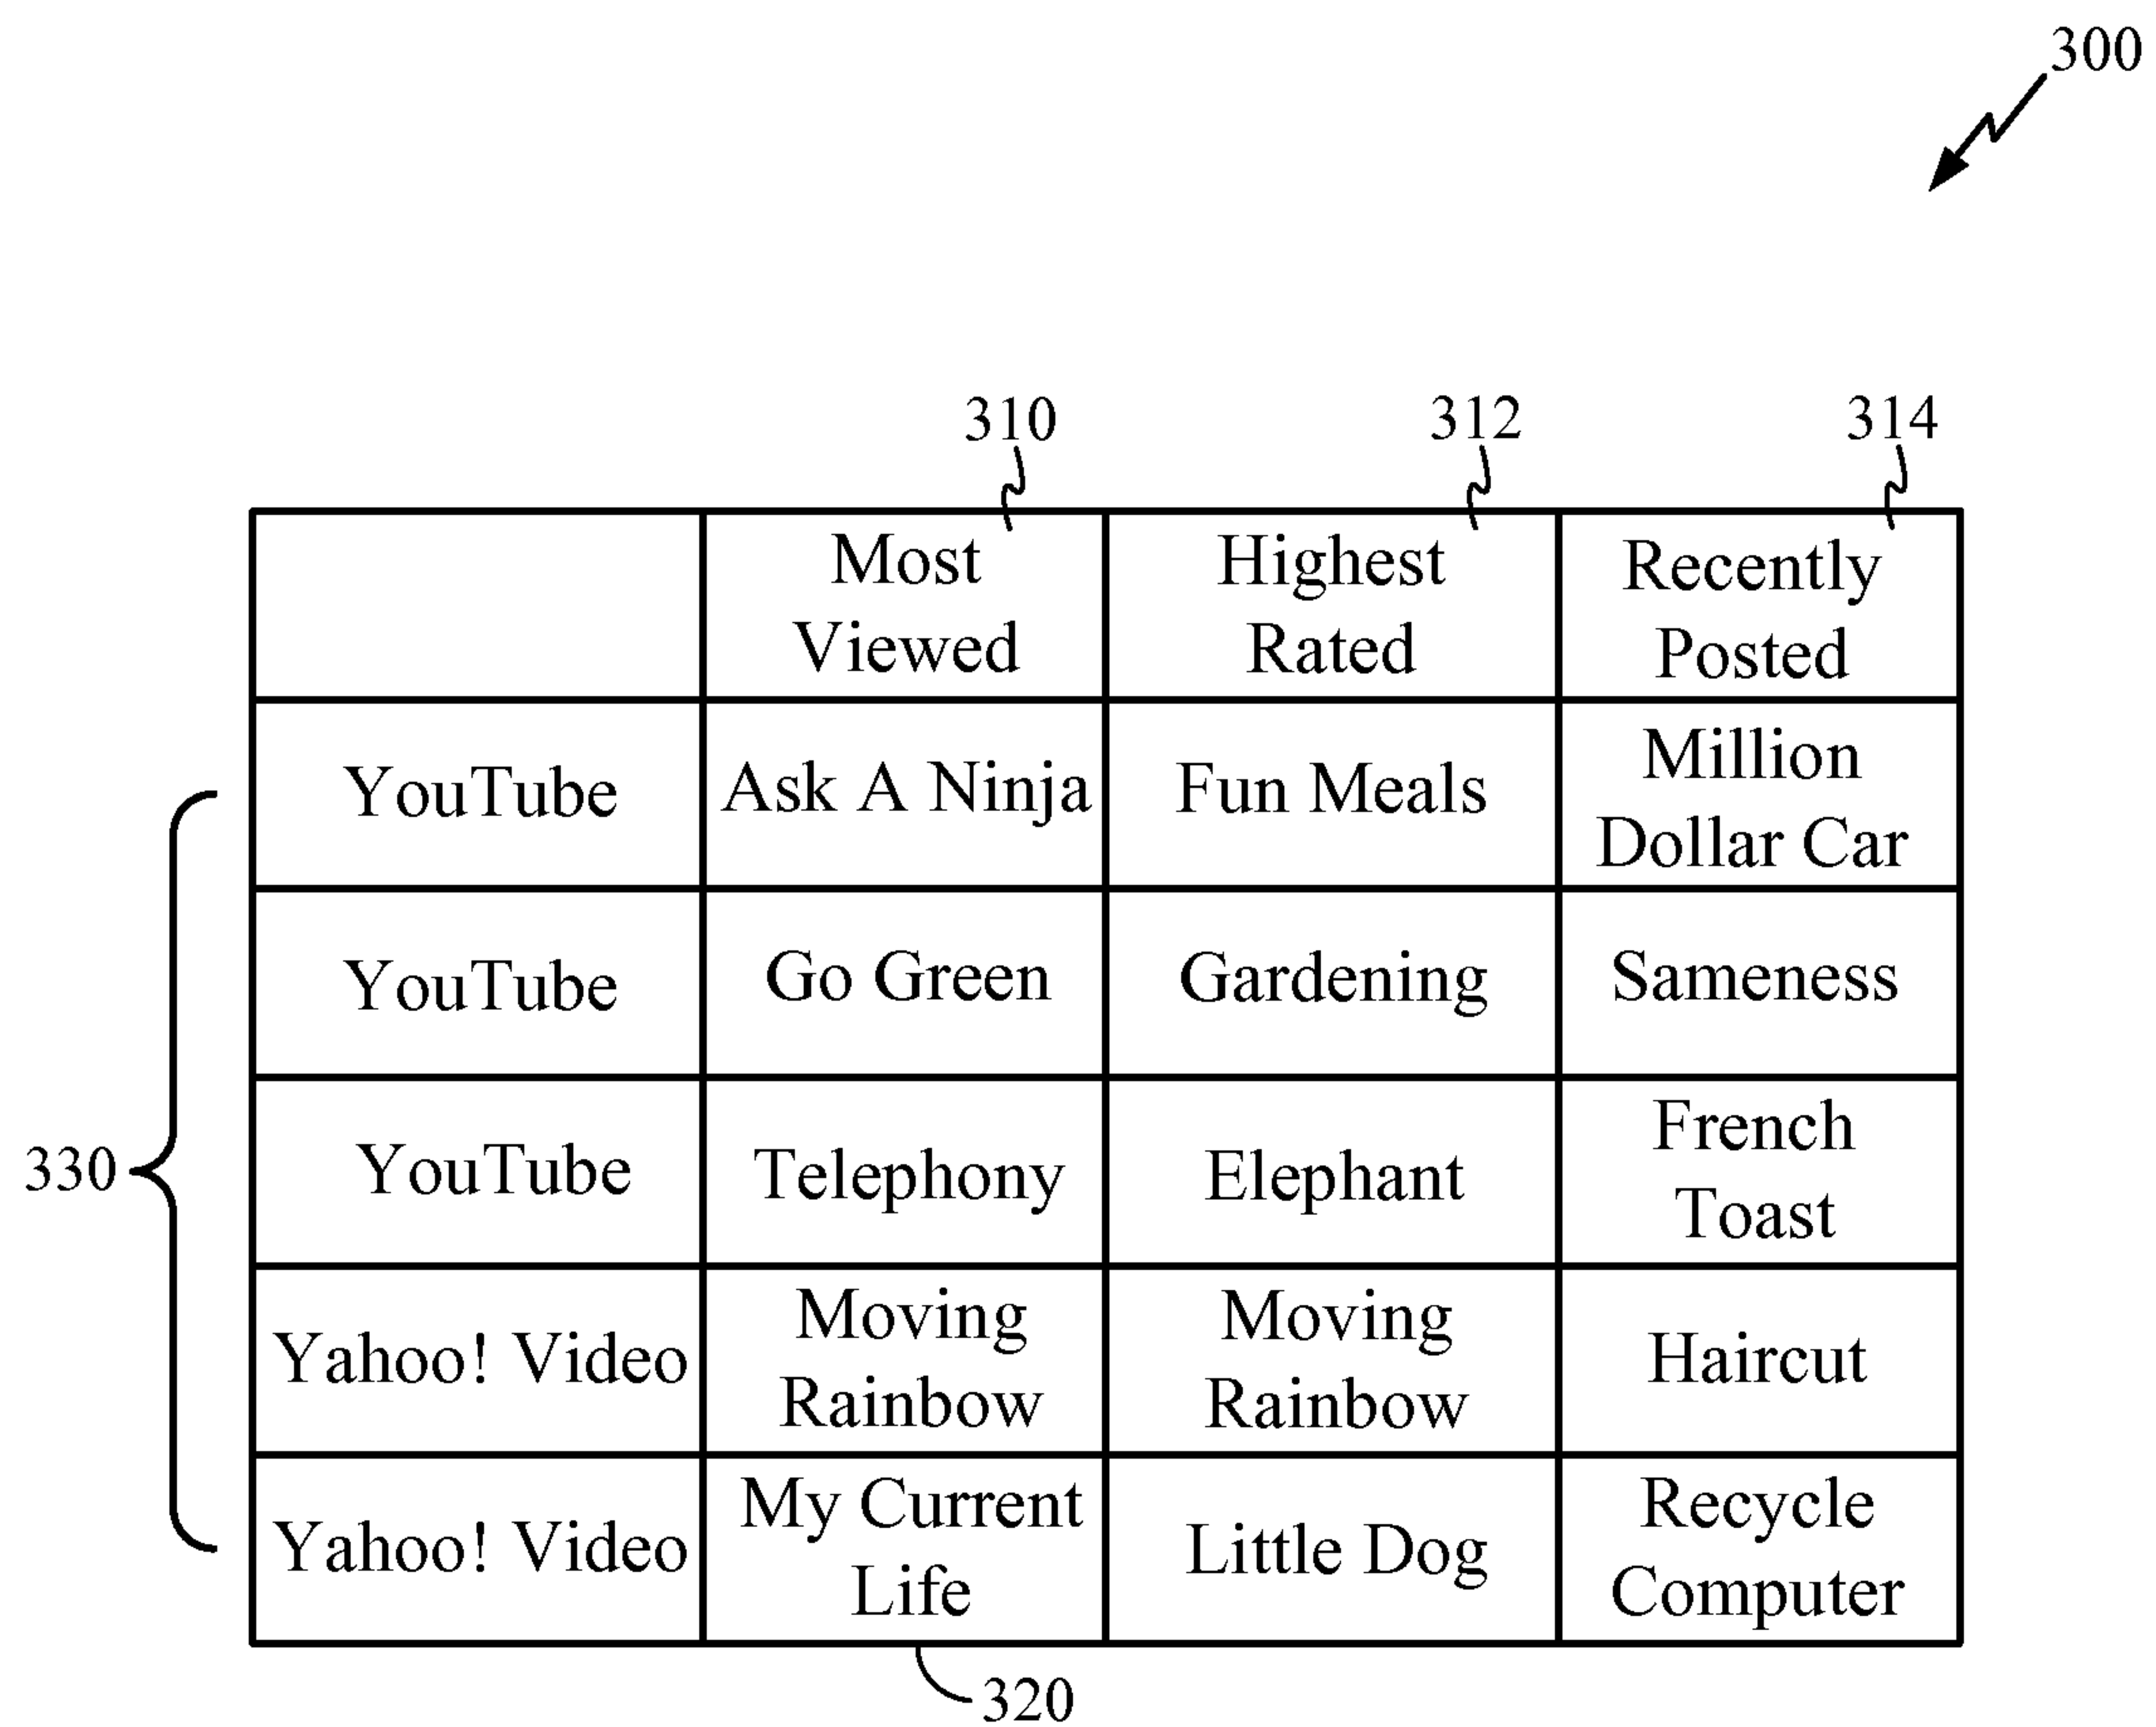 300
310 312 314
Most Viewed Highest Rated Recently Posted
YouTube Ask A Ninja Fun Meals Million Dollar Car
YouTube Go Green Gardening Sameness
330 YouTube Telephony Elephant French Toast
Yahoo! Video Moving Rainbow Moving Rainbow Haircut
Yahoo! Video My Current Life Little Dog Recycle Computer
320